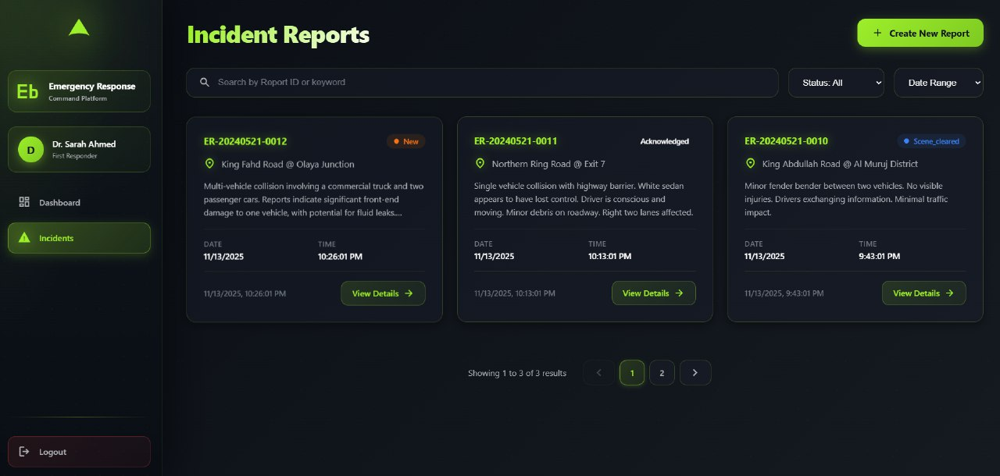 Eb
Emergency Response
Command Platform
D
Dr. Sarah Ahmed
First Responder
Dashboard
Incidents
Logout
Incident Reports
+ Create New Report
Search by Report ID or keyword
Status: All
Date Range
ER-20240521-0012
New
King Fahd Road @ Olaya Junction
Multi-vehicle collision involving a commercial truck and two
passenger cars. Reports indicate significant front-end
damage to one vehicle, with potential for fluid leaks....
DATE
TIME
11/13/2025
10:26:01 PM
11/13/2025, 10:26:01 PM
View Details →
ER-20240521-0011
Acknowledged
Northern Ring Road @ Exit 7
Single vehicle collision with highway barrier. White sedan
appears to have lost control. Driver is conscious and
moving. Minor debris on roadway. Right two lanes affected.
DATE
TIME
11/13/2025
10:13:01 PM
11/13/2025, 10:13:01 PM
View Details →
ER-20240521-0010
Scene_cleared
King Abdullah Road @ Al Muruj District
Minor fender bender between two vehicles. No visible
injuries. Drivers exchanging information. Minimal traffic
impact.
DATE
TIME
11/13/2025
9:43:01 PM
11/13/2025, 9:43:01 PM
View Details →
Showing 1 to 3 of 3 results
1
2